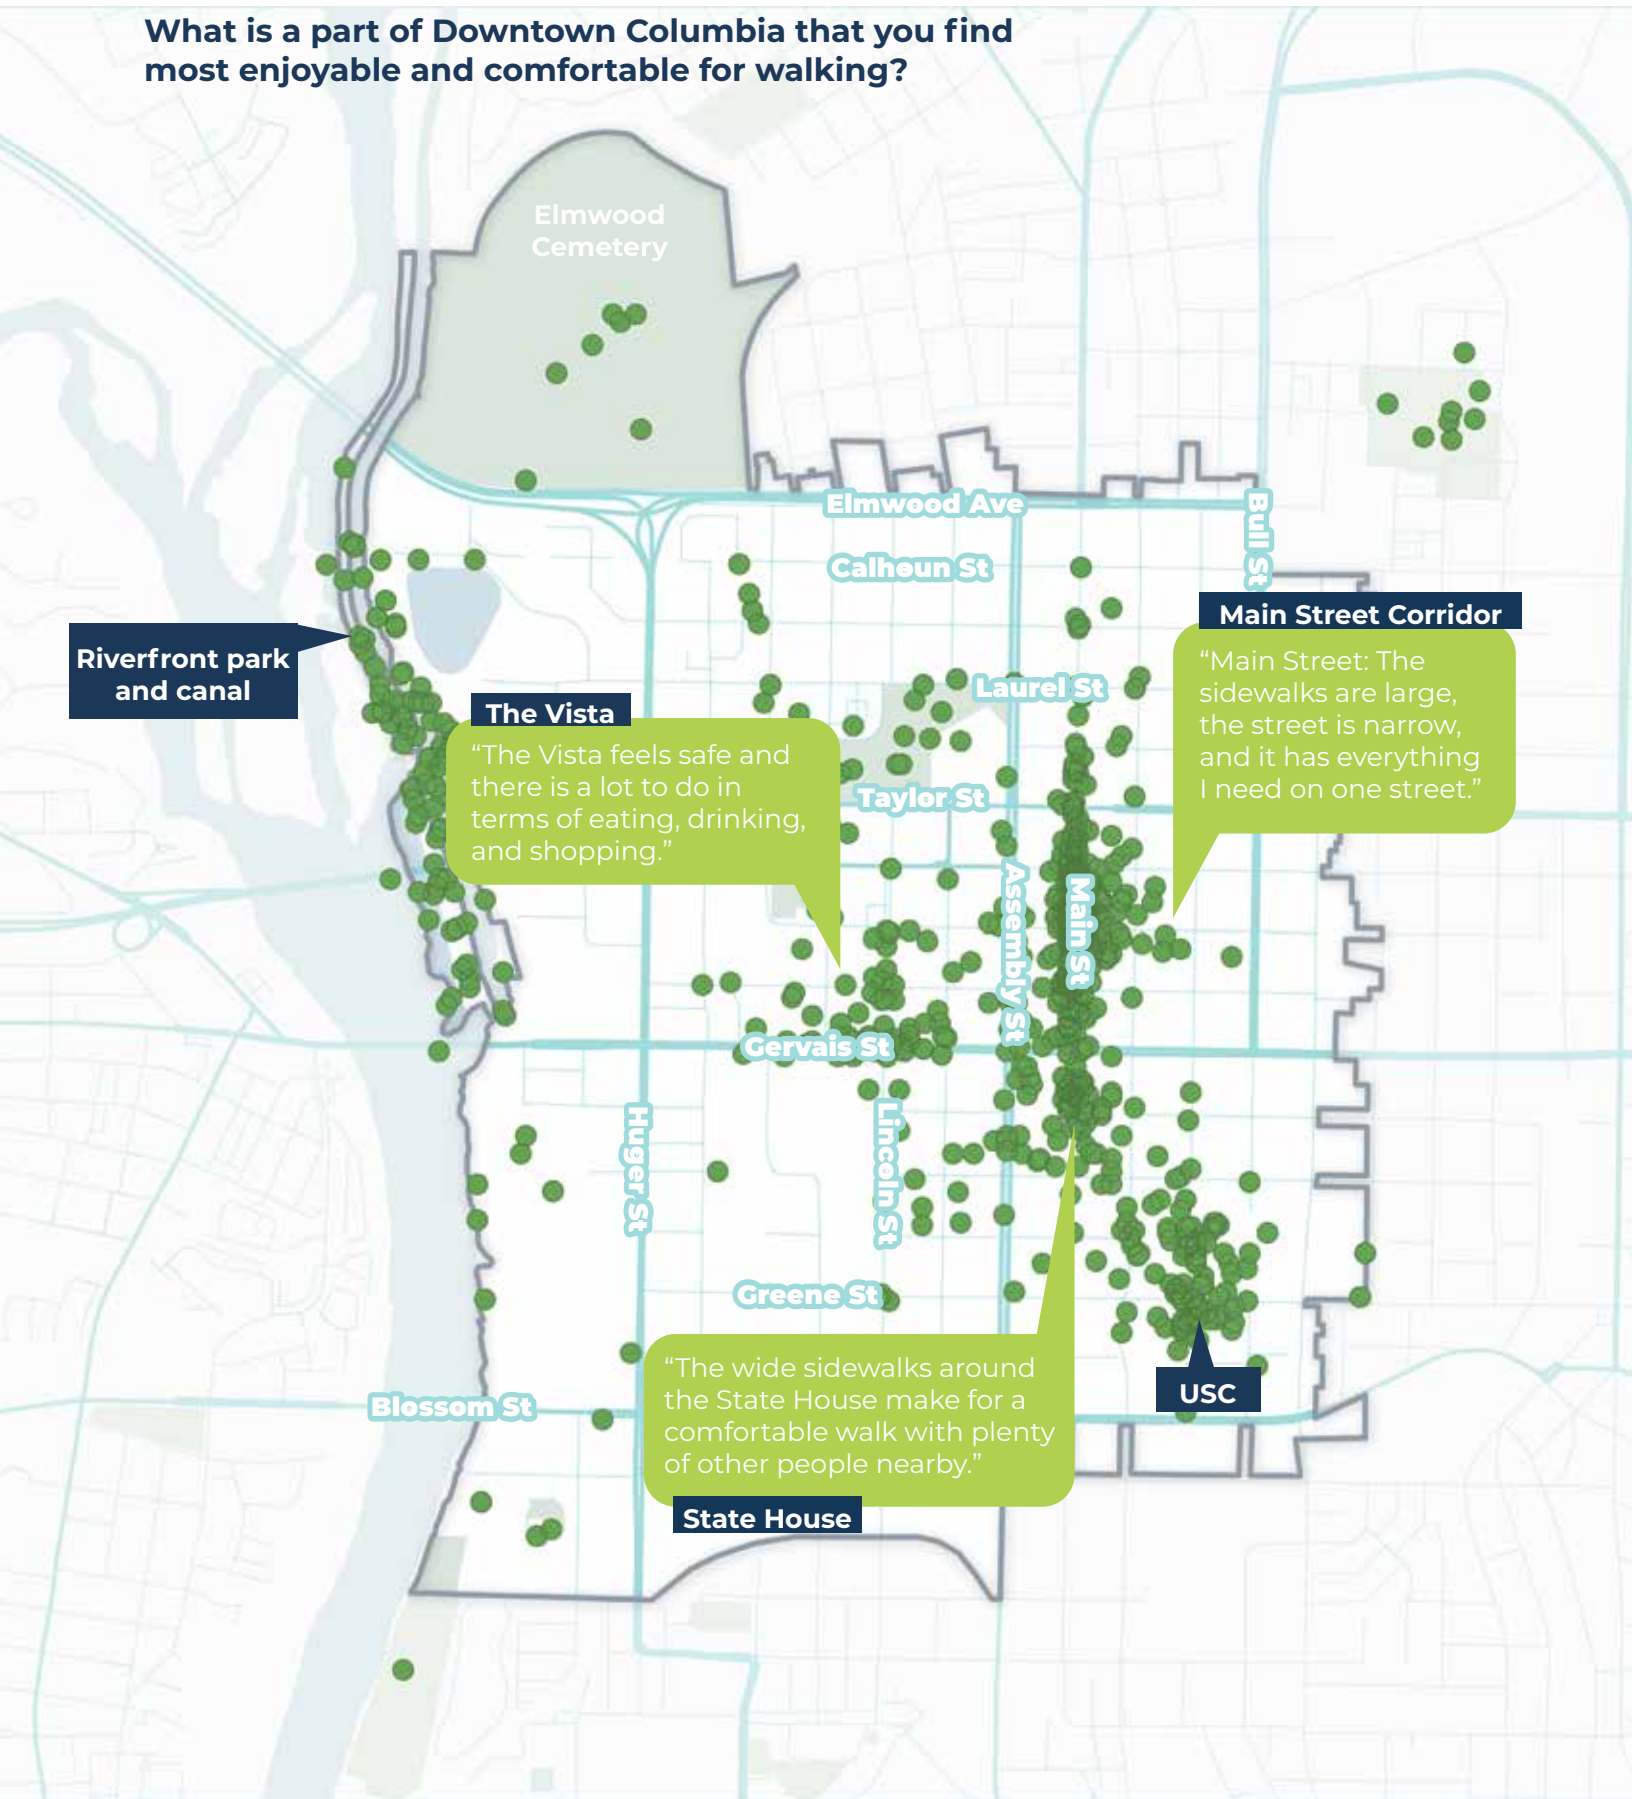 What is a part of Downtown Columbia that you find
most enjoyable and comfortable for walking?
Elmwood
Cemetery
Elmwood Ave
Bull St
Calhoun St
Main Street Corridor
“Main Street: The
sidewalks are large,
the street is narrow,
and it has everything
I need on one street.”
Riverfront park
and canal
Laurel St
The Vista
“The Vista feels safe and
there is a lot to do in
terms of eating, drinking,
and shopping.”
Taylor St
Assembly St
Main St
Gervais St
Huger St
Lincoln St
Greene St
“The wide sidewalks around
the State House make for a
comfortable walk with plenty
of other people nearby.”
State House
USC
Blossom St